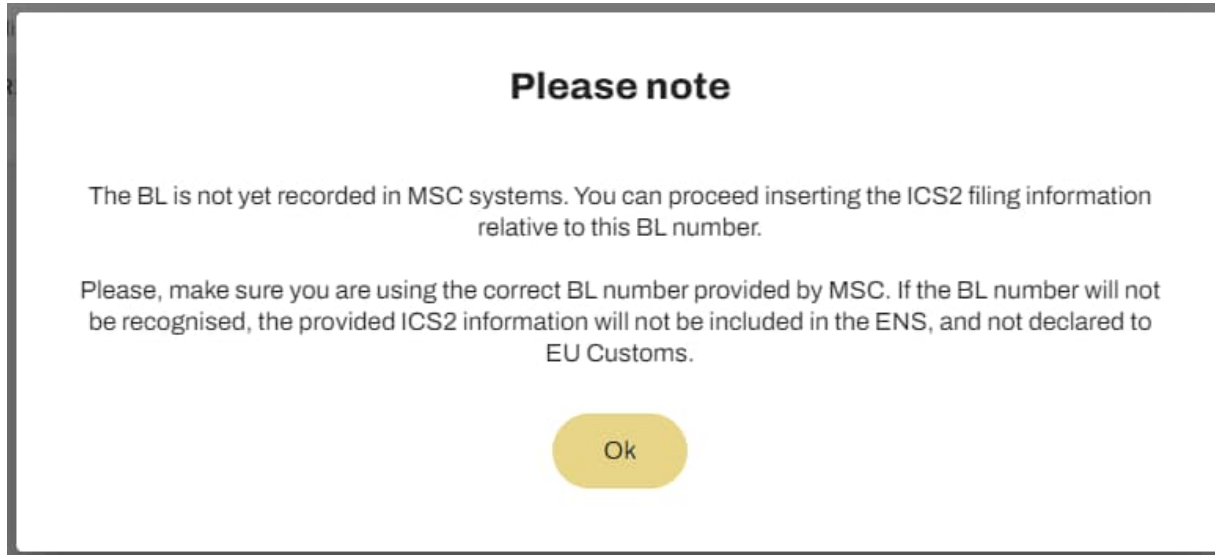 Please note
The BL is not yet recorded in MSC systems. You can proceed inserting the ICS2 filing information
relative to this BL number.
Please, make sure you are using the correct BL number provided by MSC. If the BL number will not
be recognised, the provided ICS2 information will not be included in the ENS, and not declared to
EU Customs.
Ok